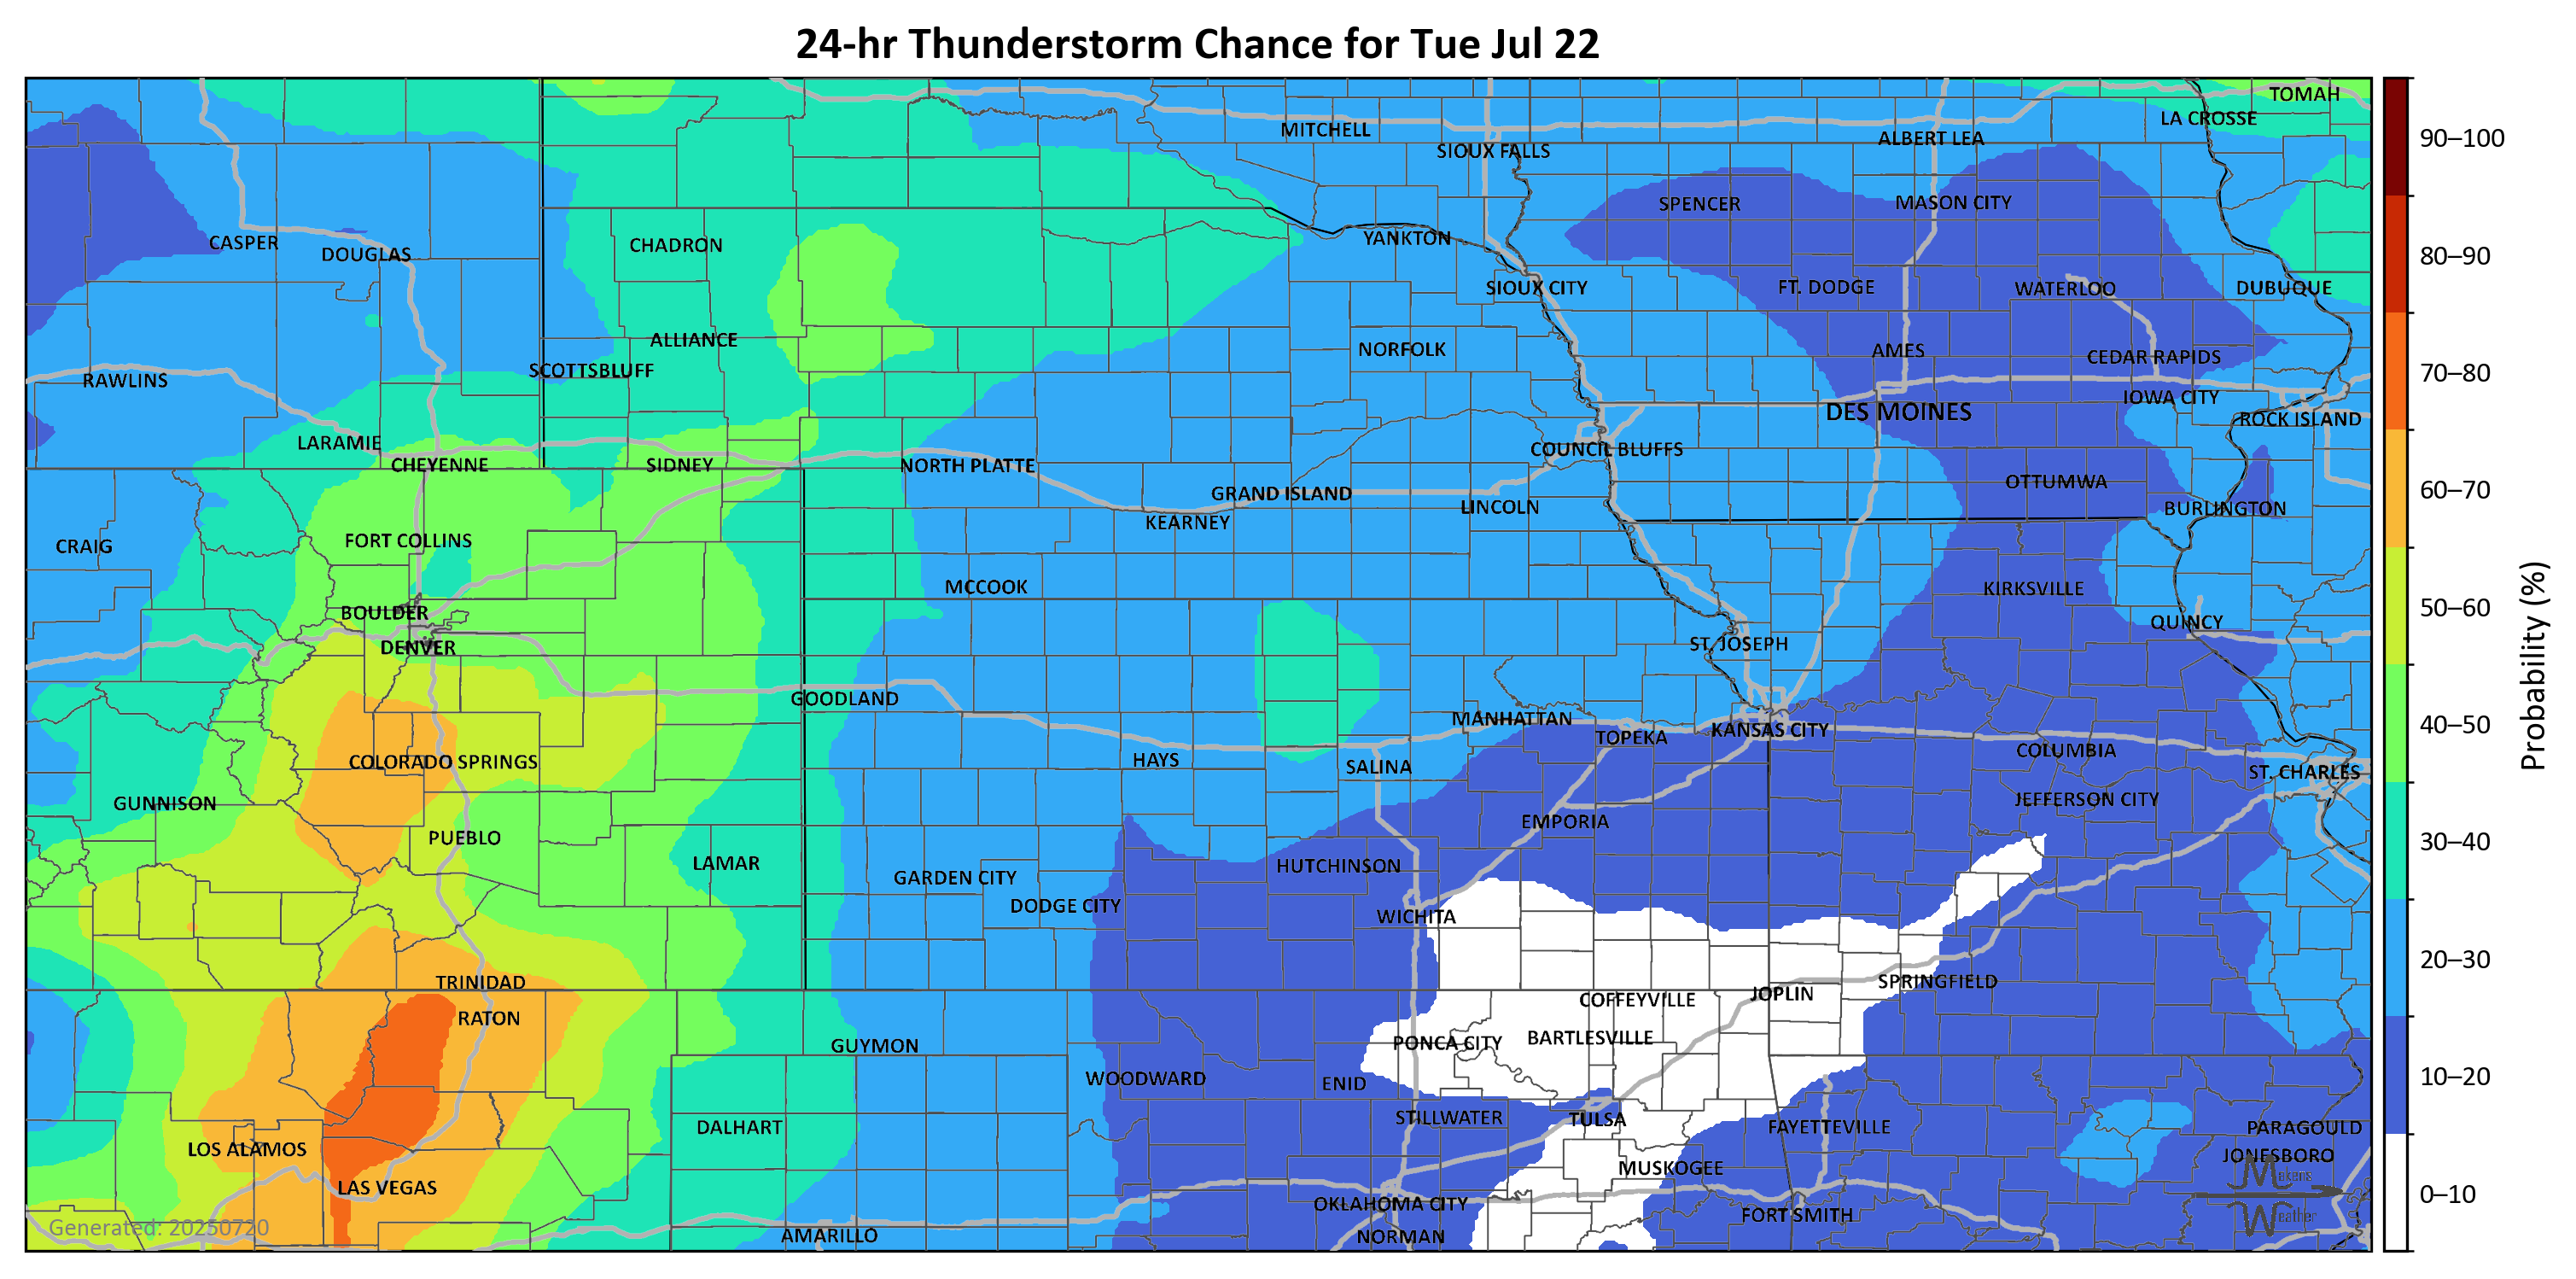 24-hr Thunderstorm Chance for Tue Jul 22
TOMAH
LA CROSSE
MITCHELL
ALBERT LEA
SIOUX FALLS
SPENCER
MASON CITY
CASPER
DOUGLAS
CHADRON
YANKTON
SIOUX CITY
FT. DODGE
WATERLOO
DUBUQUE
ALLIANCE
NORFOLK
AMES
CEDAR RAPIDS
RAWLINS
SCOTTSBLUFF
IOWA CITY
DES MOINES
ROCK ISLAND
LARAMIE
CHEYENNE
SIDNEY
NORTH PLATTE
COUNCIL BLUFFS
GRAND ISLAND
LINCOLN
OTTUMWA
BURLINGTON
KEARNEY
CRAIG
FORT COLLINS
MCCOOK
KIRKSVILLE
BOULDER
QUINCY
DENVER
ST. JOSEPH
GOODLAND
MANHATTAN
TOPEKA
KANSAS CITY
COLUMBIA
COLORADO SPRINGS
HAYS
SALINA
ST. CHARLES
GUNNISON
JEFFERSON CITY
PUEBLO
EMPORIA
LAMAR
HUTCHINSON
GARDEN CITY
DODGE CITY
WICHITA
TRINIDAD
SPRINGFIELD
RATON
COFFEYVILLE
JOPLIN
GUYMON
PONCA CITY
BARTLESVILLE
WOODWARD
ENID
DALHART
STILLWATER
TULSA
FAYETTEVILLE
PARAGOULD
LOS ALAMOS
MUSKOGEE
JONESBORO
LAS VEGAS
OKLAHOMA CITY
FORT SMITH
AMARILLO
NORMAN
Generated: 20250720
Mekens
Weather
90–100
80–90
70–80
60–70
50–60
40–50
30–40
20–30
10–20
0–10
Probability (%)